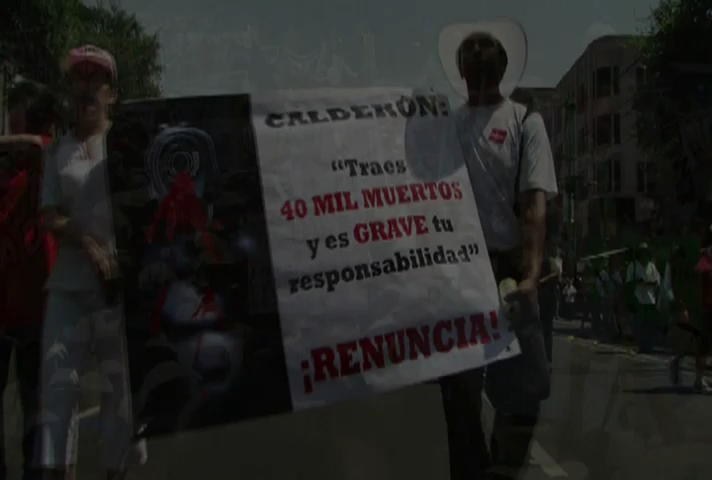 CALDERÓN:
“Traes
40 MIL MUERTOS
y es GRAVE tu
responsabilidad”
¡RENUNCIA!